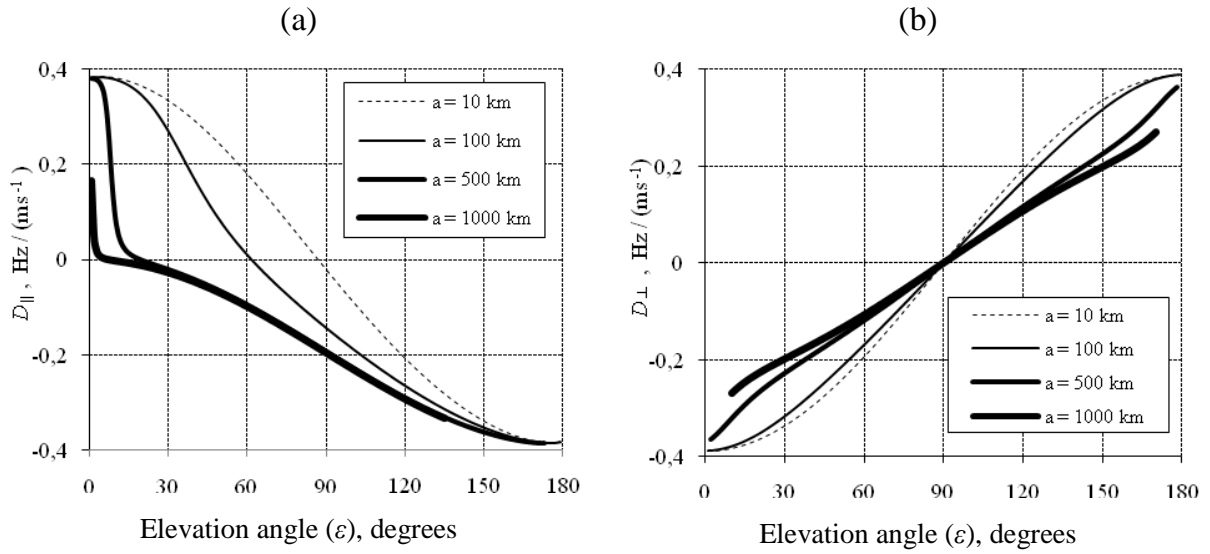 (a)
0,4
0,2
0
-0,2
-0,4
D∥ , Hz / (ms⁻¹)
a = 10 km
a = 100 km
a = 500 km
a = 1000 km
0 30 60 90 120 150 180
Elevation angle (ε), degrees
(b)
0,4
0,2
0
-0,2
-0,4
D⊥ , Hz / (ms⁻¹)
a = 10 km
a = 100 km
a = 500 km
a = 1000 km
0 30 60 90 120 150 180
Elevation angle (ε), degrees